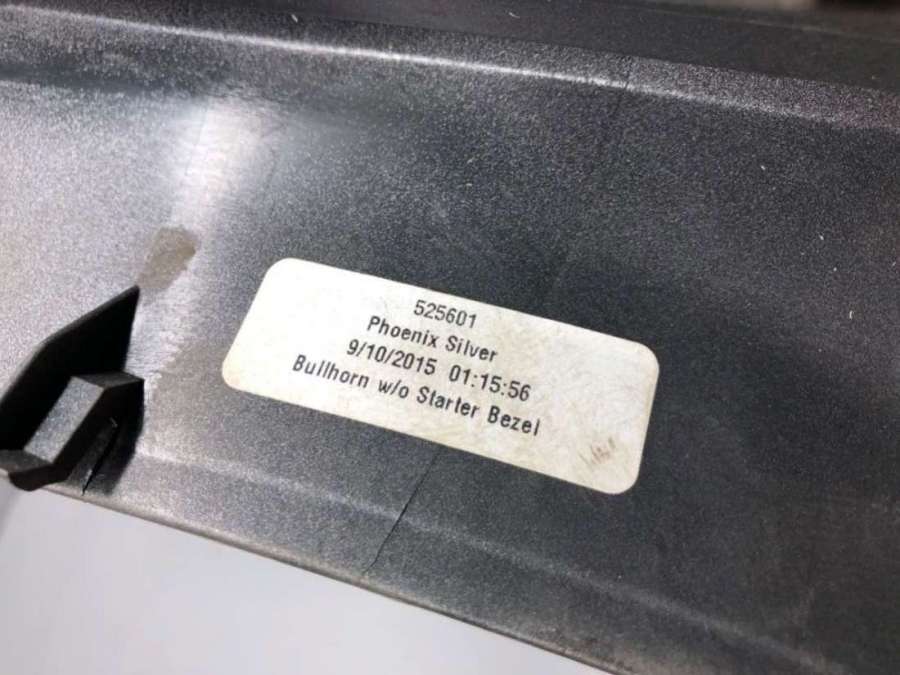 525601
Phoenix Silver
9/10/2015 01:15:56
Bullhorn w/o Starter Bezel